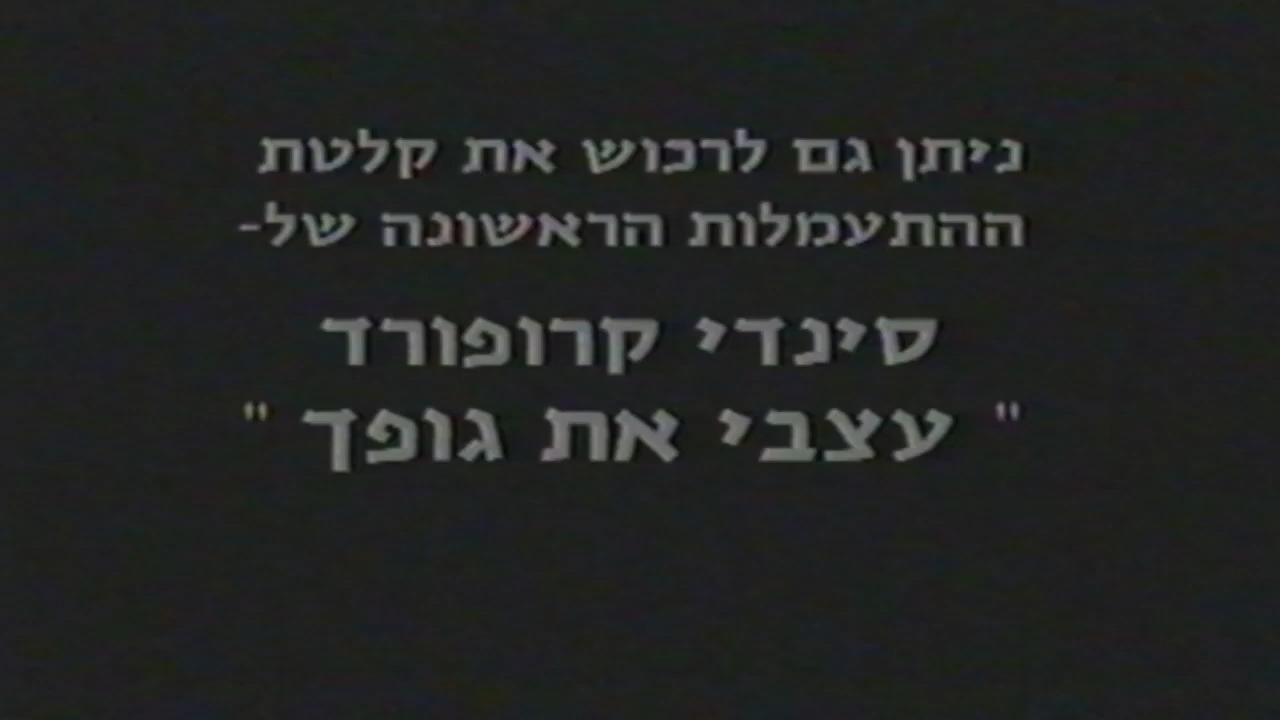 ניתן גם לרכוש את קלטת
ההתעמלות הראשונה של-
סינדי קרופורד
" עצבי את גופך "